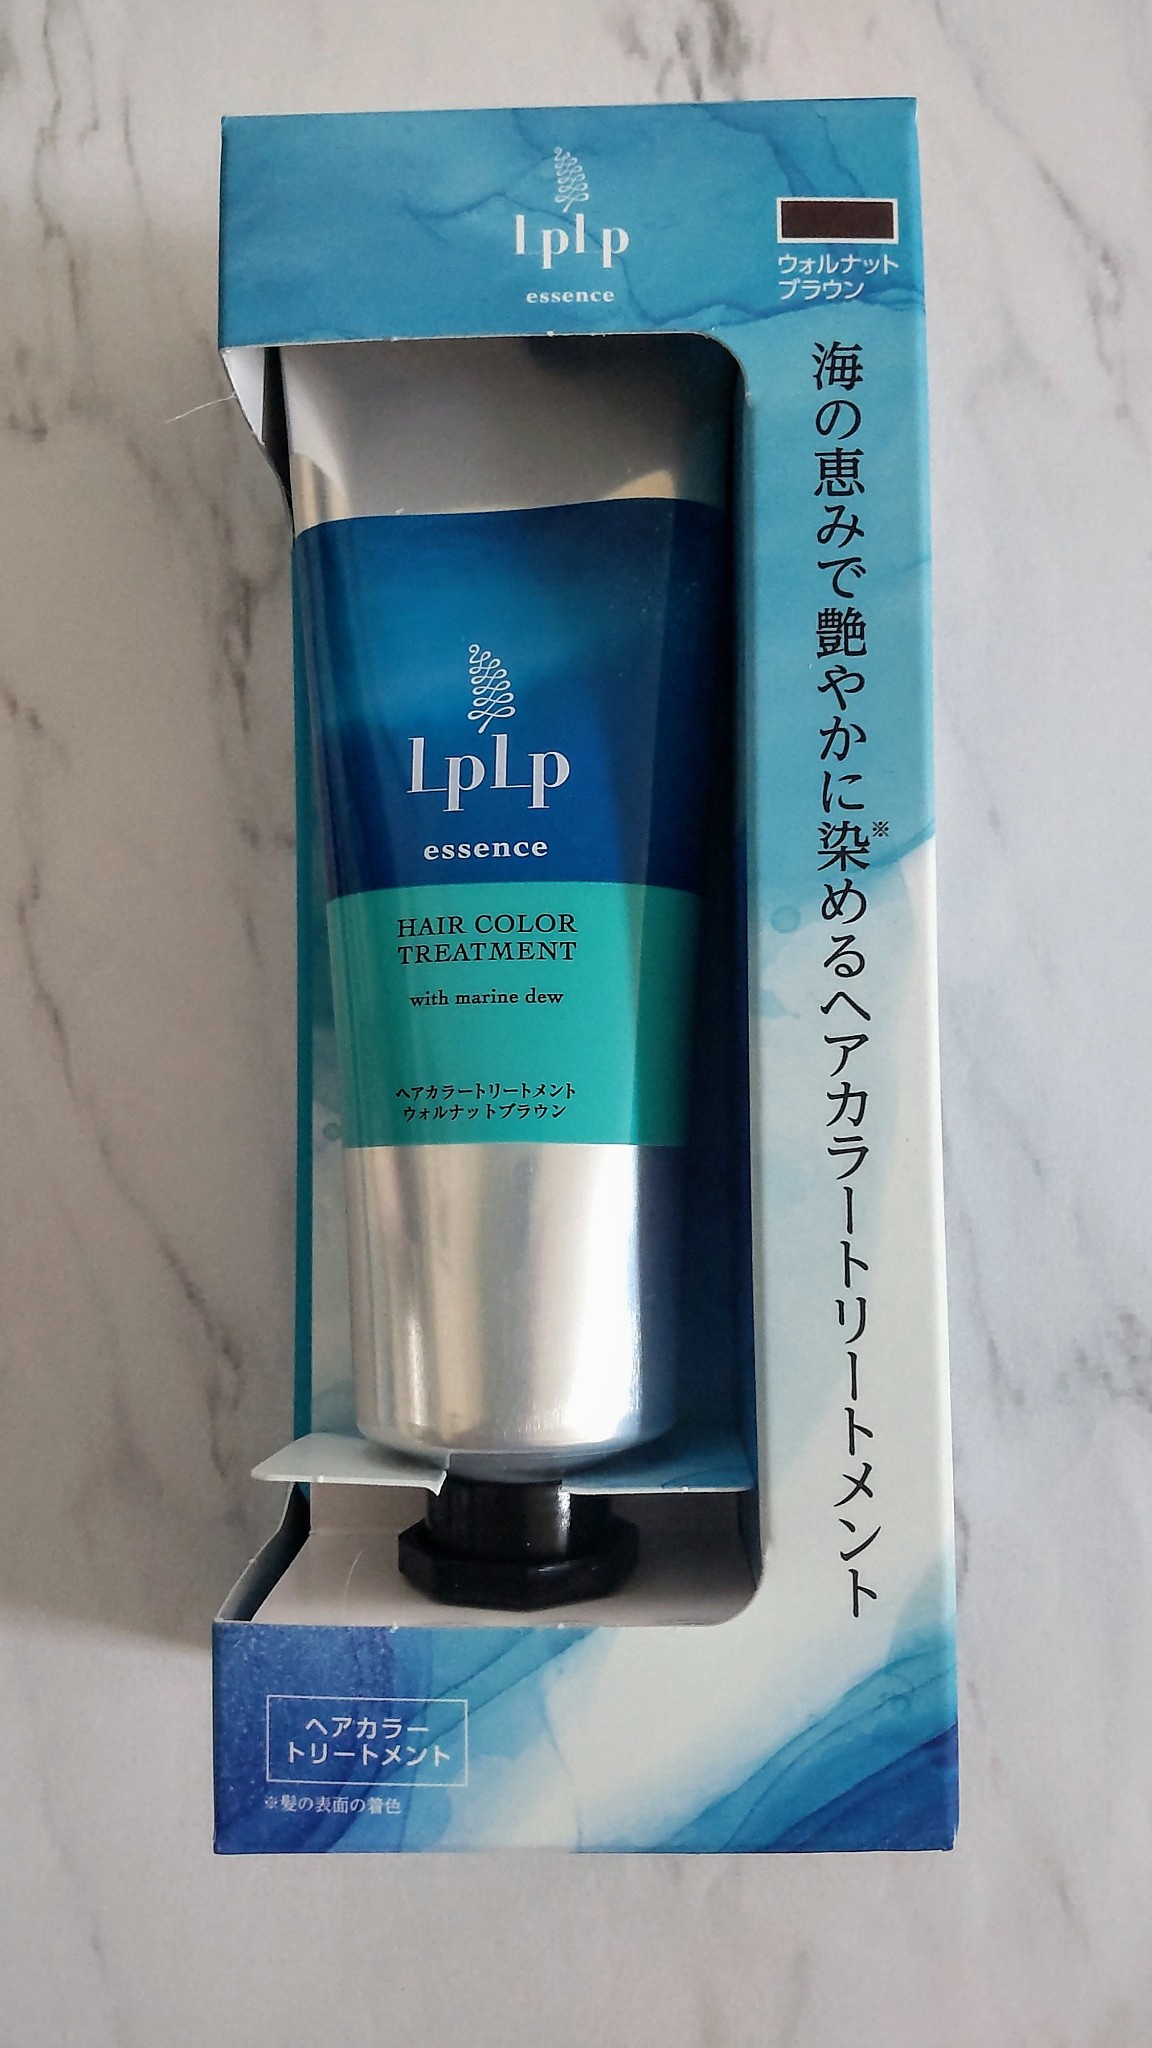 LpLp
essence
ウォルナット
ブラウン
海の恵みで艶やかに染※めるヘアカラートリートメント
LpLp
essence
HAIR COLOR
TREATMENT
with marine dew
ヘアカラートリートメント
ウォルナットブラウン
ヘアカラー
トリートメント
※髪の表面の着色